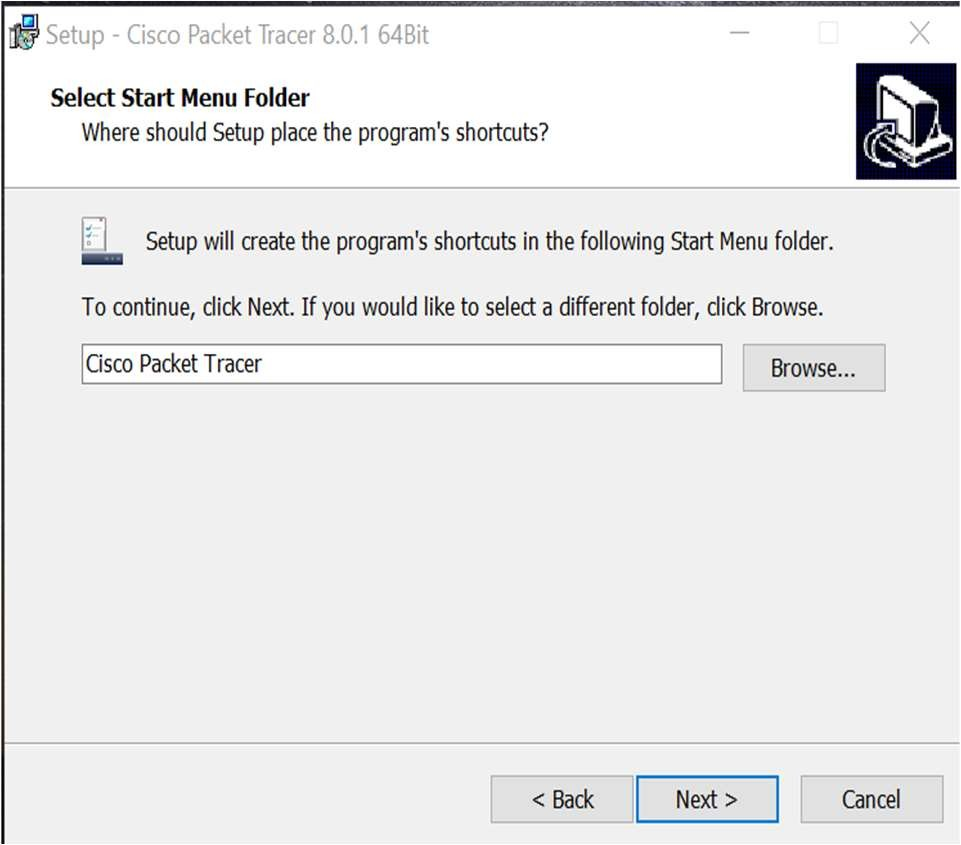 Setup - Cisco Packet Tracer 8.0.1 64Bit
Select Start Menu Folder
Where should Setup place the program's shortcuts?
Setup will create the program's shortcuts in the following Start Menu folder.
To continue, click Next. If you would like to select a different folder, click Browse.
Cisco Packet Tracer
Browse...
< Back
Next >
Cancel